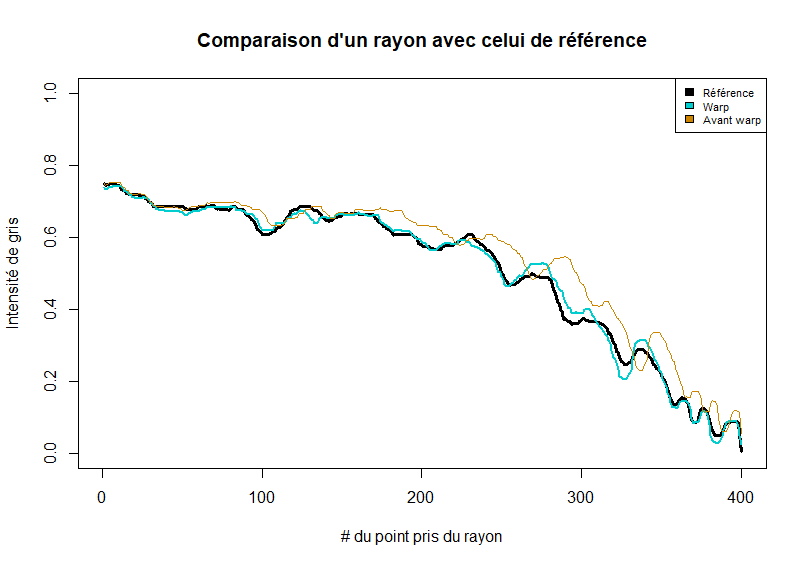 Comparaison d'un rayon avec celui de référence
Référence
Warp
Avant warp
Intensité de gris
1.0
0.8
0.6
0.4
0.2
0.0
0 100 200 300 400
# du point pris du rayon